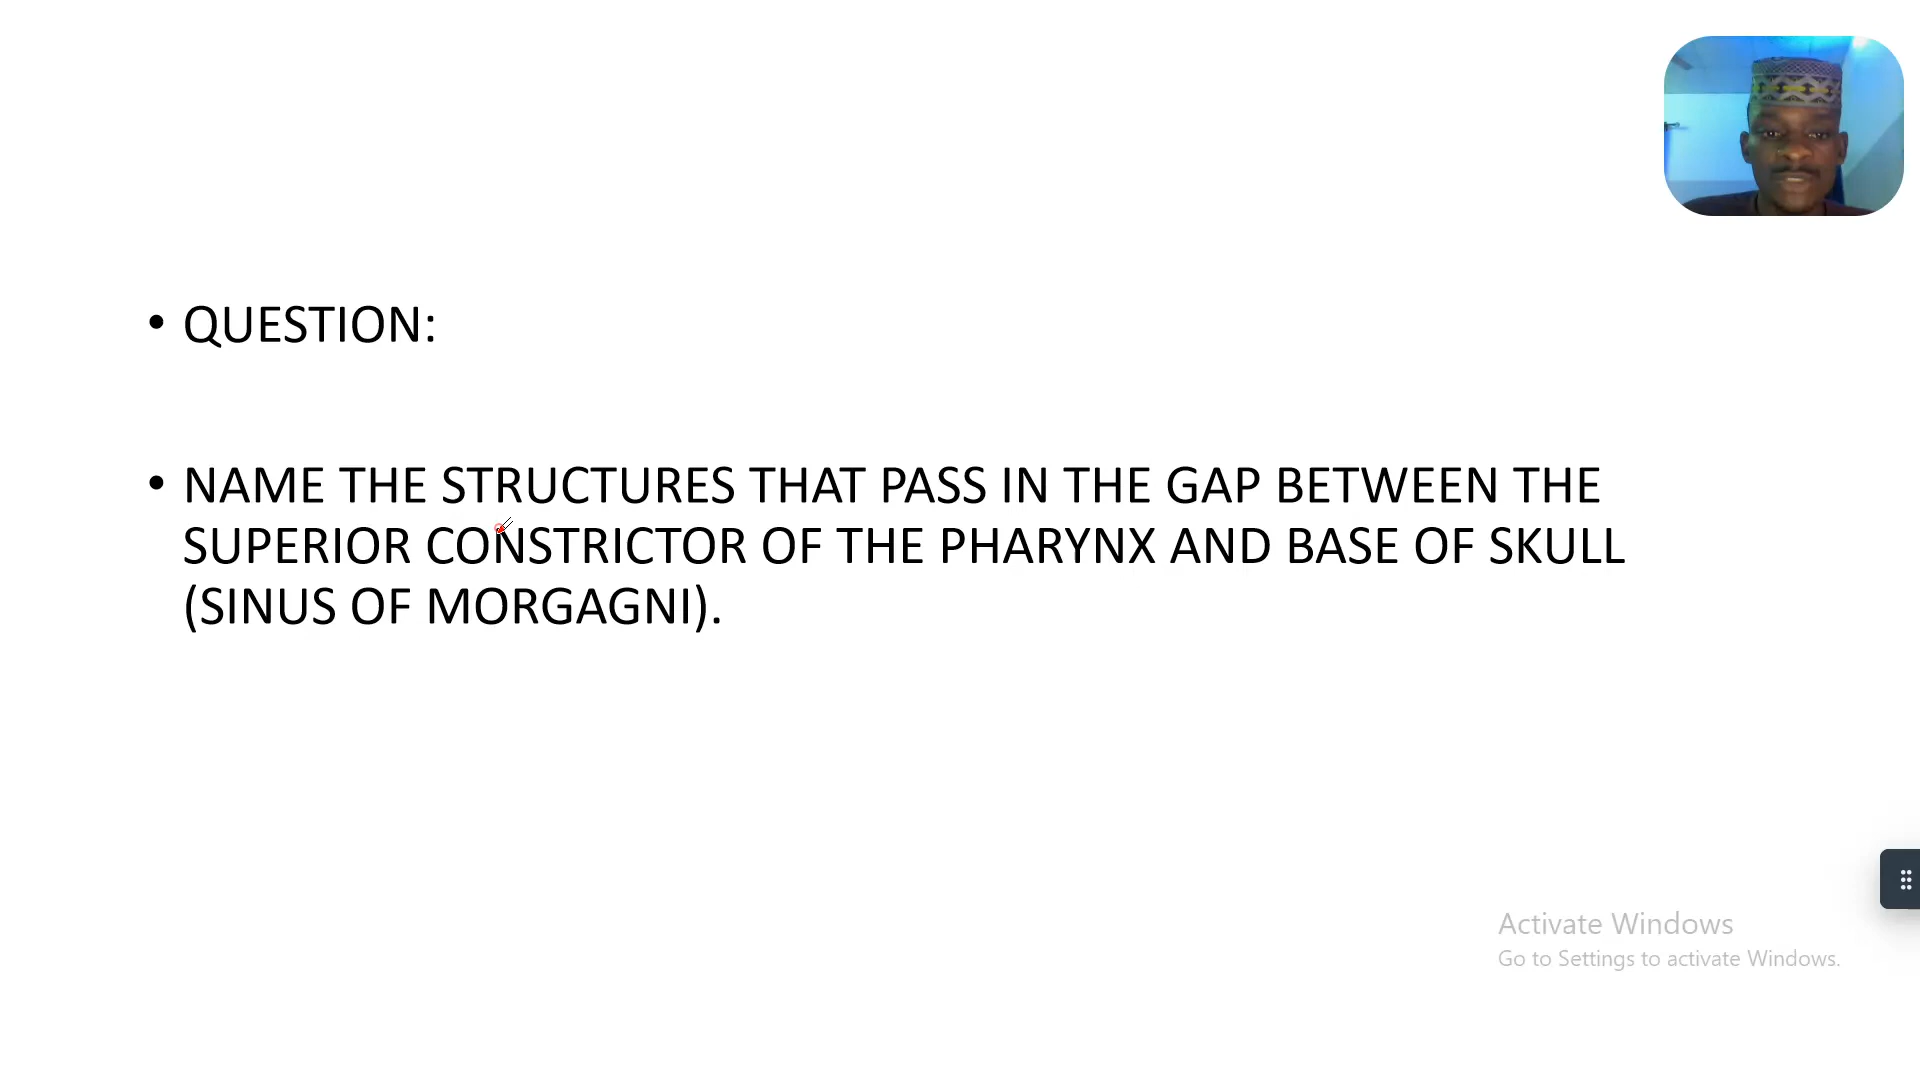 • QUESTION:
• NAME THE STRUCTURES THAT PASS IN THE GAP BETWEEN THE
SUPERIOR CONSTRICTOR OF THE PHARYNX AND BASE OF SKULL
(SINUS OF MORGAGNI).
Activate Windows
Go to Settings to activate Windows.